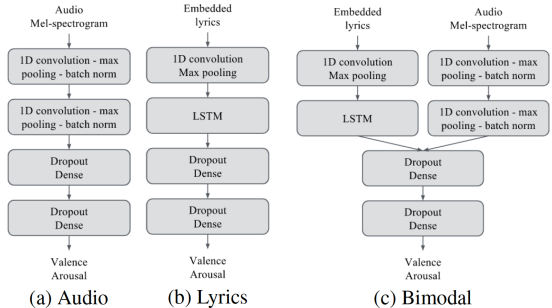 Audio
Mel-spectrogram
1D convolution - max
pooling - batch norm
1D convolution - max
pooling - batch norm
Dropout
Dense
Dropout
Dense
Valence
Arousal
(a) Audio
Embedded
lyrics
1D convolution
Max pooling
LSTM
Dropout
Dense
Dropout
Dense
Valence
Arousal
(b) Lyrics
Embedded
lyrics
Audio
Mel-spectrogram
1D convolution
Max pooling
1D convolution - max
pooling - batch norm
LSTM
1D convolution - max
pooling - batch norm
Dropout
Dense
Dropout
Dense
Valence
Arousal
(c) Bimodal